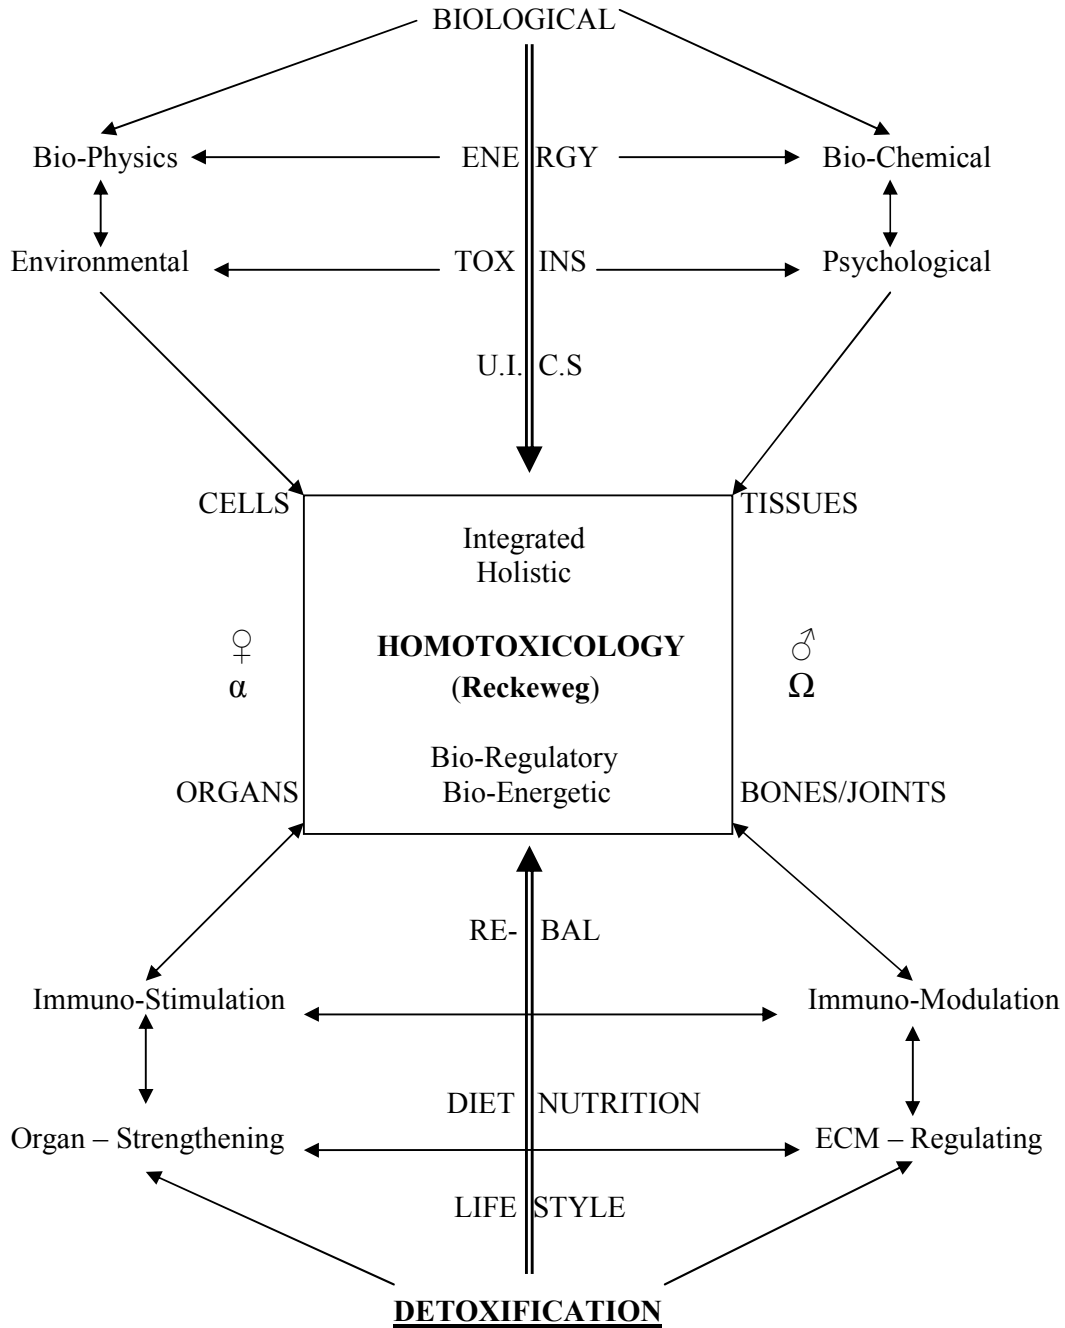 BIOLOGICAL
Bio-Physics ENE RGY Bio-Chemical
Environmental TOX INS Psychological
U.I. C.S
CELLS TISSUES
Integrated
Holistic
♀ HOMOTOXICOLOGY ♂
α (Reckeweg) Ω
Bio-Regulatory
ORGANS Bio-Energetic BONES/JOINTS
RE- BAL
Immuno-Stimulation Immuno-Modulation
DIET NUTRITION
Organ – Strengthening ECM – Regulating
LIFE STYLE
DETOXIFICATION